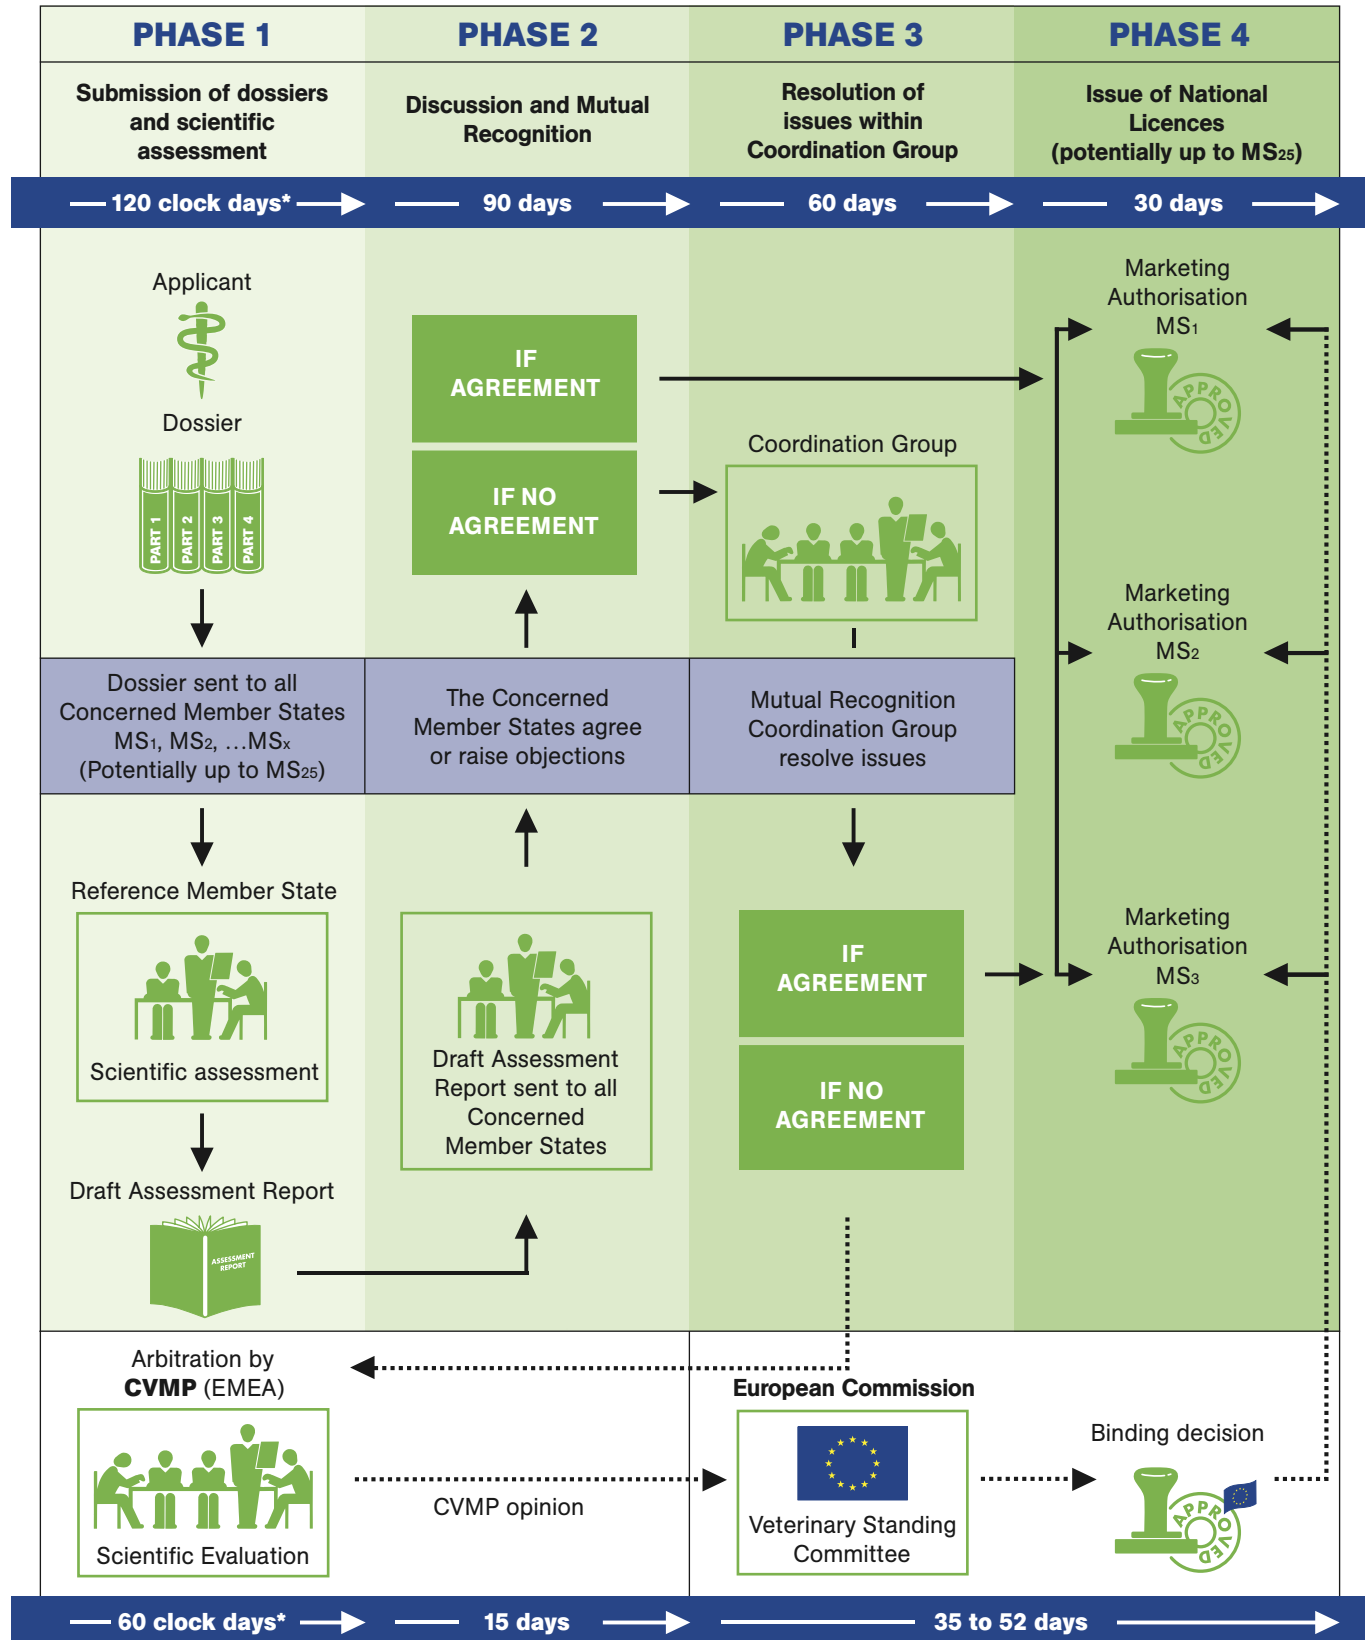 PHASE 1
PHASE 2
PHASE 3
PHASE 4
Submission of dossiers
and scientific
assessment
Discussion and Mutual
Recognition
Resolution of
issues within
Coordination Group
Issue of National
Licences
(potentially up to MS25)
120 clock days*
90 days
60 days
30 days
Applicant
Dossier
PART 1
PART 2
PART 3
PART 4
Dossier sent to all
Concerned Member States
MS1, MS2, …MSx
(Potentially up to MS25)
Reference Member State
Scientific assessment
Draft Assessment Report
ASSESSMENT
REPORT
IF
AGREEMENT
IF NO
AGREEMENT
The Concerned
Member States agree
or raise objections
Draft Assessment
Report sent to all
Concerned
Member States
Coordination Group
Mutual Recognition
Coordination Group
resolve issues
IF
AGREEMENT
IF NO
AGREEMENT
Marketing
Authorisation
MS1
APPROVED
Marketing
Authorisation
MS2
APPROVED
Marketing
Authorisation
MS3
APPROVED
Arbitration by
CVMP (EMEA)
Scientific Evaluation
CVMP opinion
European Commission
Veterinary Standing
Committee
Binding decision
APPROVED
60 clock days*
15 days
35 to 52 days